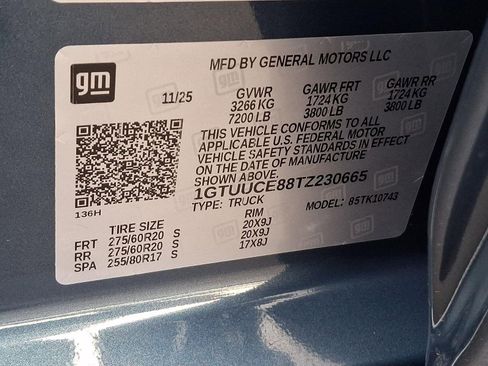 gm
MFD BY GENERAL MOTORS LLC
11/25 GVWR GAWR FRT GAWR RR
3266 KG 1724 KG 1724 KG
7200 LB 3800 LB 3800 LB
THIS VEHICLE CONFORMS TO ALL
APPLICABLE U.S. FEDERAL MOTOR
VEHICLE SAFETY STANDARDS IN EFFECT
ON THE DATE OF MANUFACTURE
SHOWN ABOVE.
1GTUUCE88TZ230665
TYPE: TRUCK MODEL: 85TK10743
136H
TIRE SIZE RIM
FRT 275/60R20 S 20X9J
RR 275/60R20 S 20X9J
SPA 255/80R17 S 17X8J